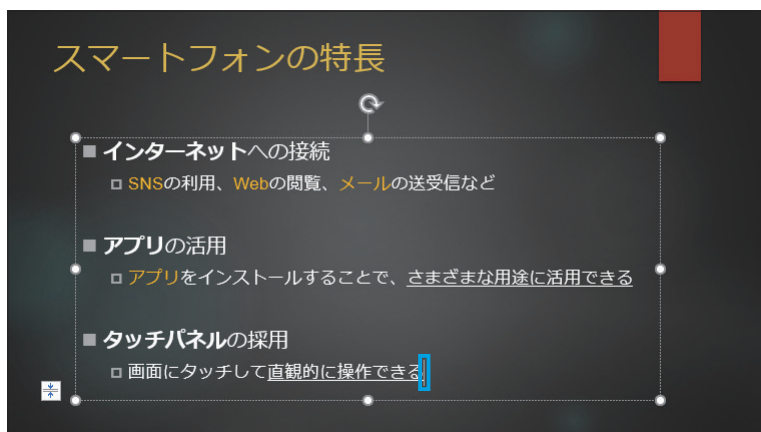 スマートフォンの特長
インターネットへの接続
SNSの利用、Webの閲覧、メールの送受信など
アプリの活用
アプリをインストールすることで、さまざまな用途に活用できる
タッチパネルの採用
画面にタッチして直観的に操作できる